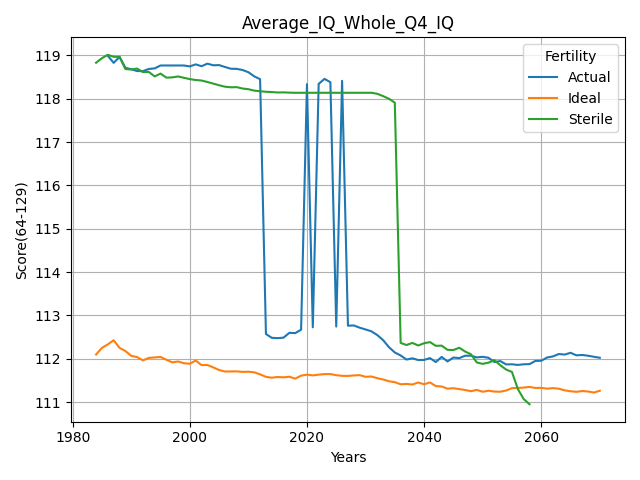 Average_IQ_Whole_Q4_IQ
Score(64-129)
119
118
117
116
115
114
113
112
111
1980
2000
2020
2040
2060
Years
Fertility
Actual
Ideal
Sterile